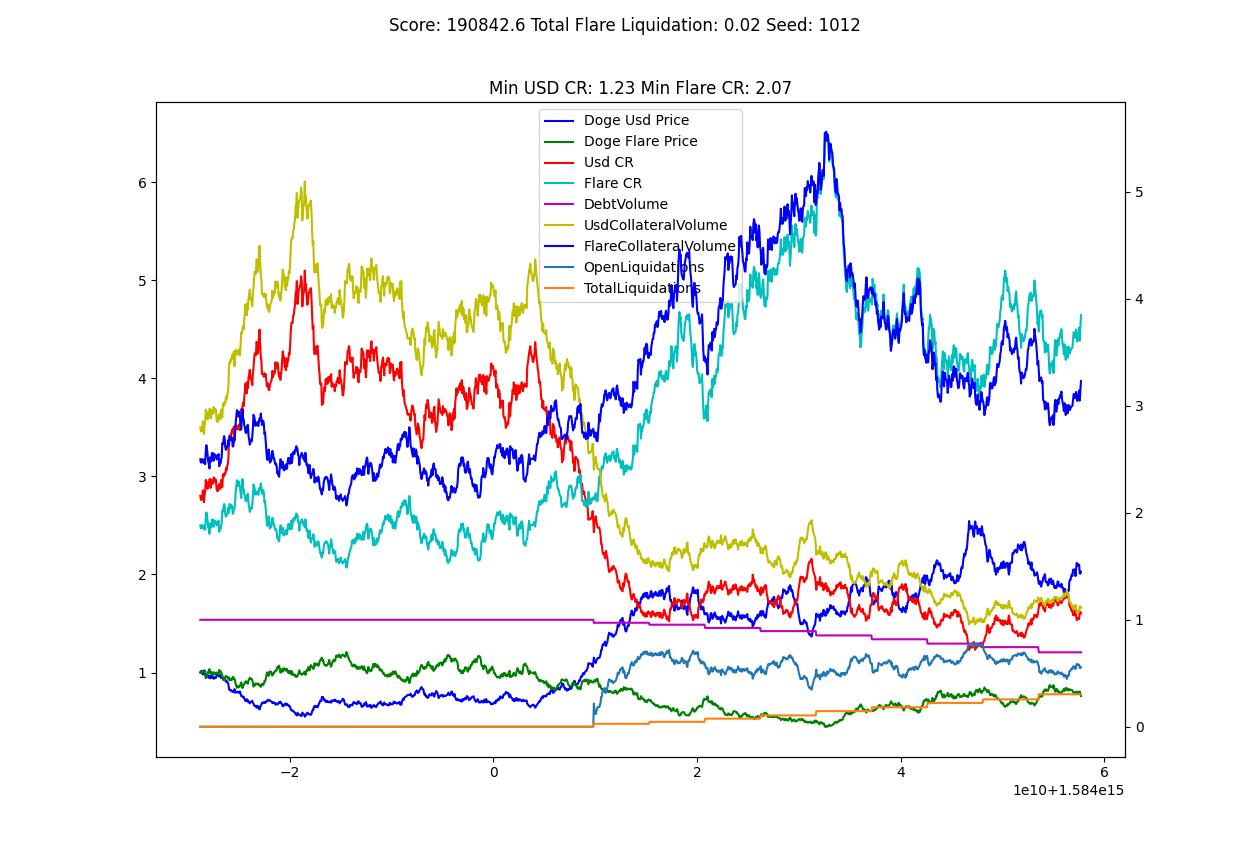 Score: 190842.6 Total Flare Liquidation: 0.02 Seed: 1012
Min USD CR: 1.23 Min Flare CR: 2.07
Doge Usd Price
Doge Flare Price
Usd CR
Flare CR
DebtVolume
UsdCollateralVolume
FlareCollateralVolume
OpenLiquidations
TotalLiquidations
6
5
4
3
2
1
5
4
3
2
1
0
−2
0
2
4
6
1e10+1.584e15